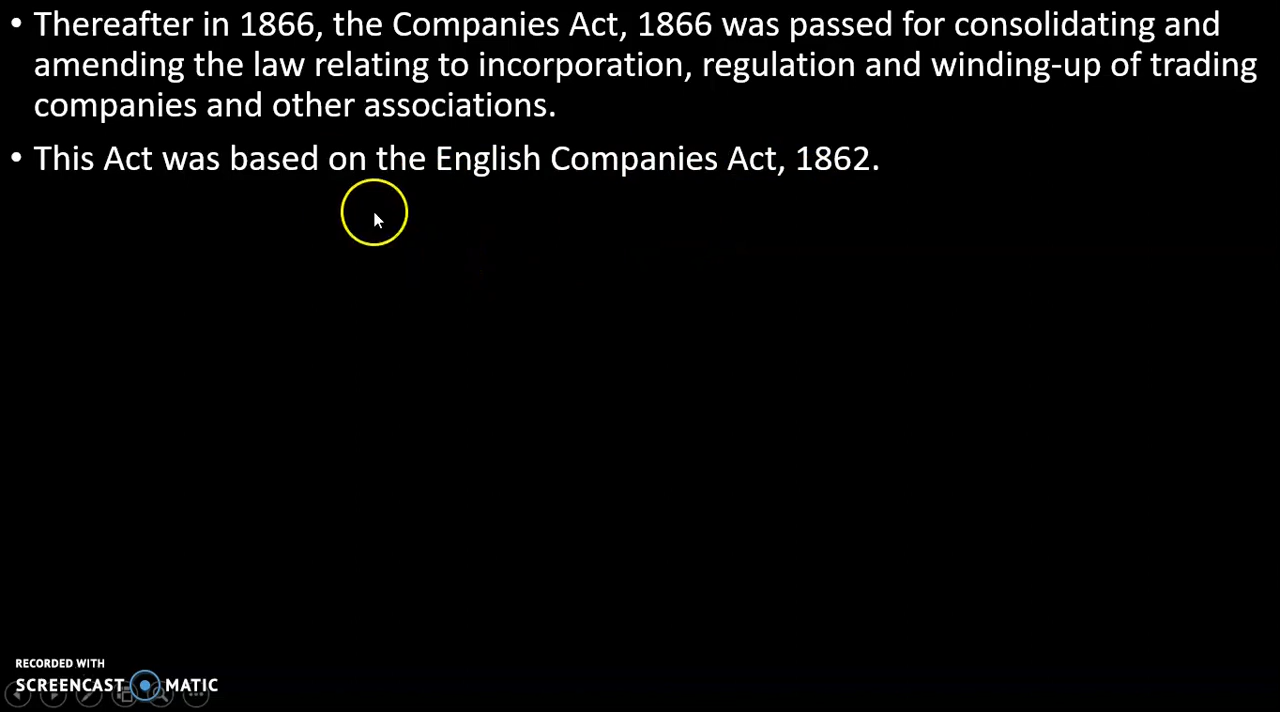 • Thereafter in 1866, the Companies Act, 1866 was passed for consolidating and
amending the law relating to incorporation, regulation and winding-up of trading
companies and other associations.
• This Act was based on the English Companies Act, 1862.
RECORDED WITH
SCREENCAST MATIC